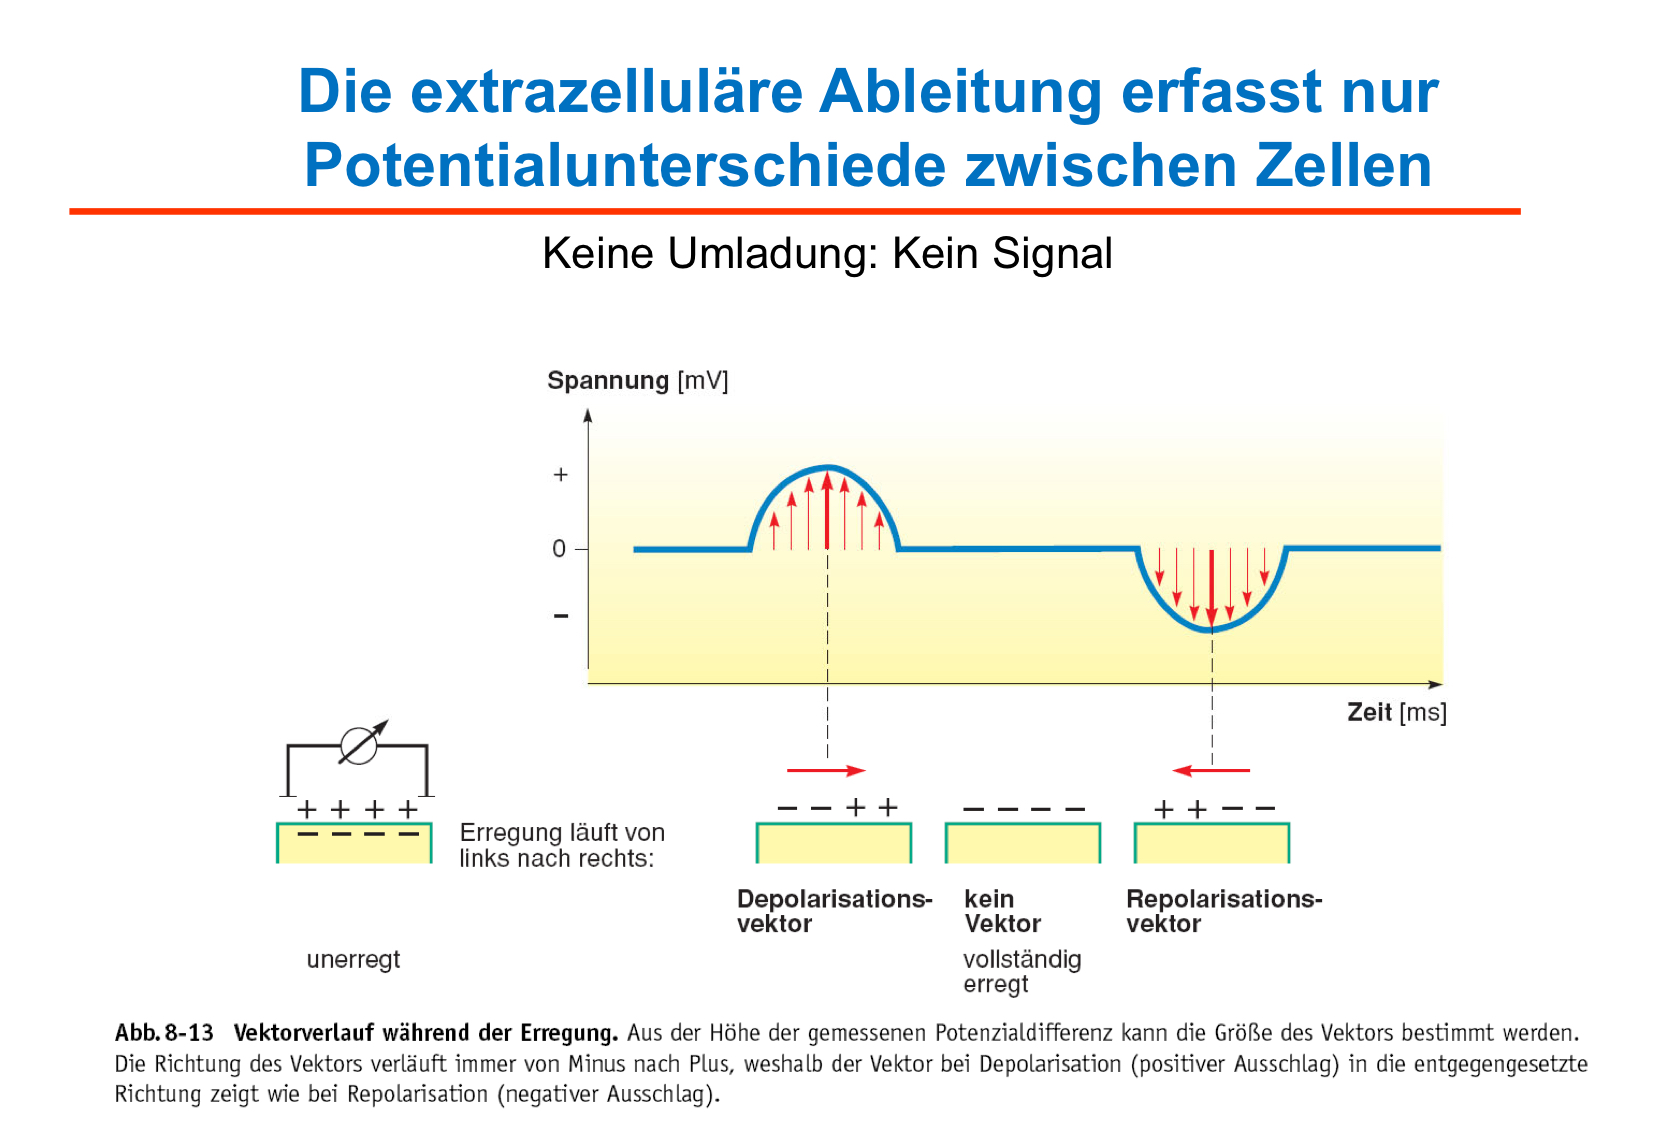 Die extrazelluläre Ableitung erfasst nur
Potentialunterschiede zwischen Zellen
Keine Umladung: Kein Signal
Spannung [mV]
+
0
–
Zeit [ms]
+ + + +
– – – –
Erregung läuft von
links nach rechts:
– – + +
– – – –
+ + – –
Depolarisations-
vektor
kein
Vektor
Repolarisations-
vektor
unerregt
vollständig
erregt
Abb. 8-13 Vektorverlauf während der Erregung. Aus der Höhe der gemessenen Potenzialdifferenz kann die Größe des Vektors bestimmt werden.
Die Richtung des Vektors verläuft immer von Minus nach Plus, weshalb der Vektor bei Depolarisation (positiver Ausschlag) in die entgegengesetzte
Richtung zeigt wie bei Repolarisation (negativer Ausschlag).